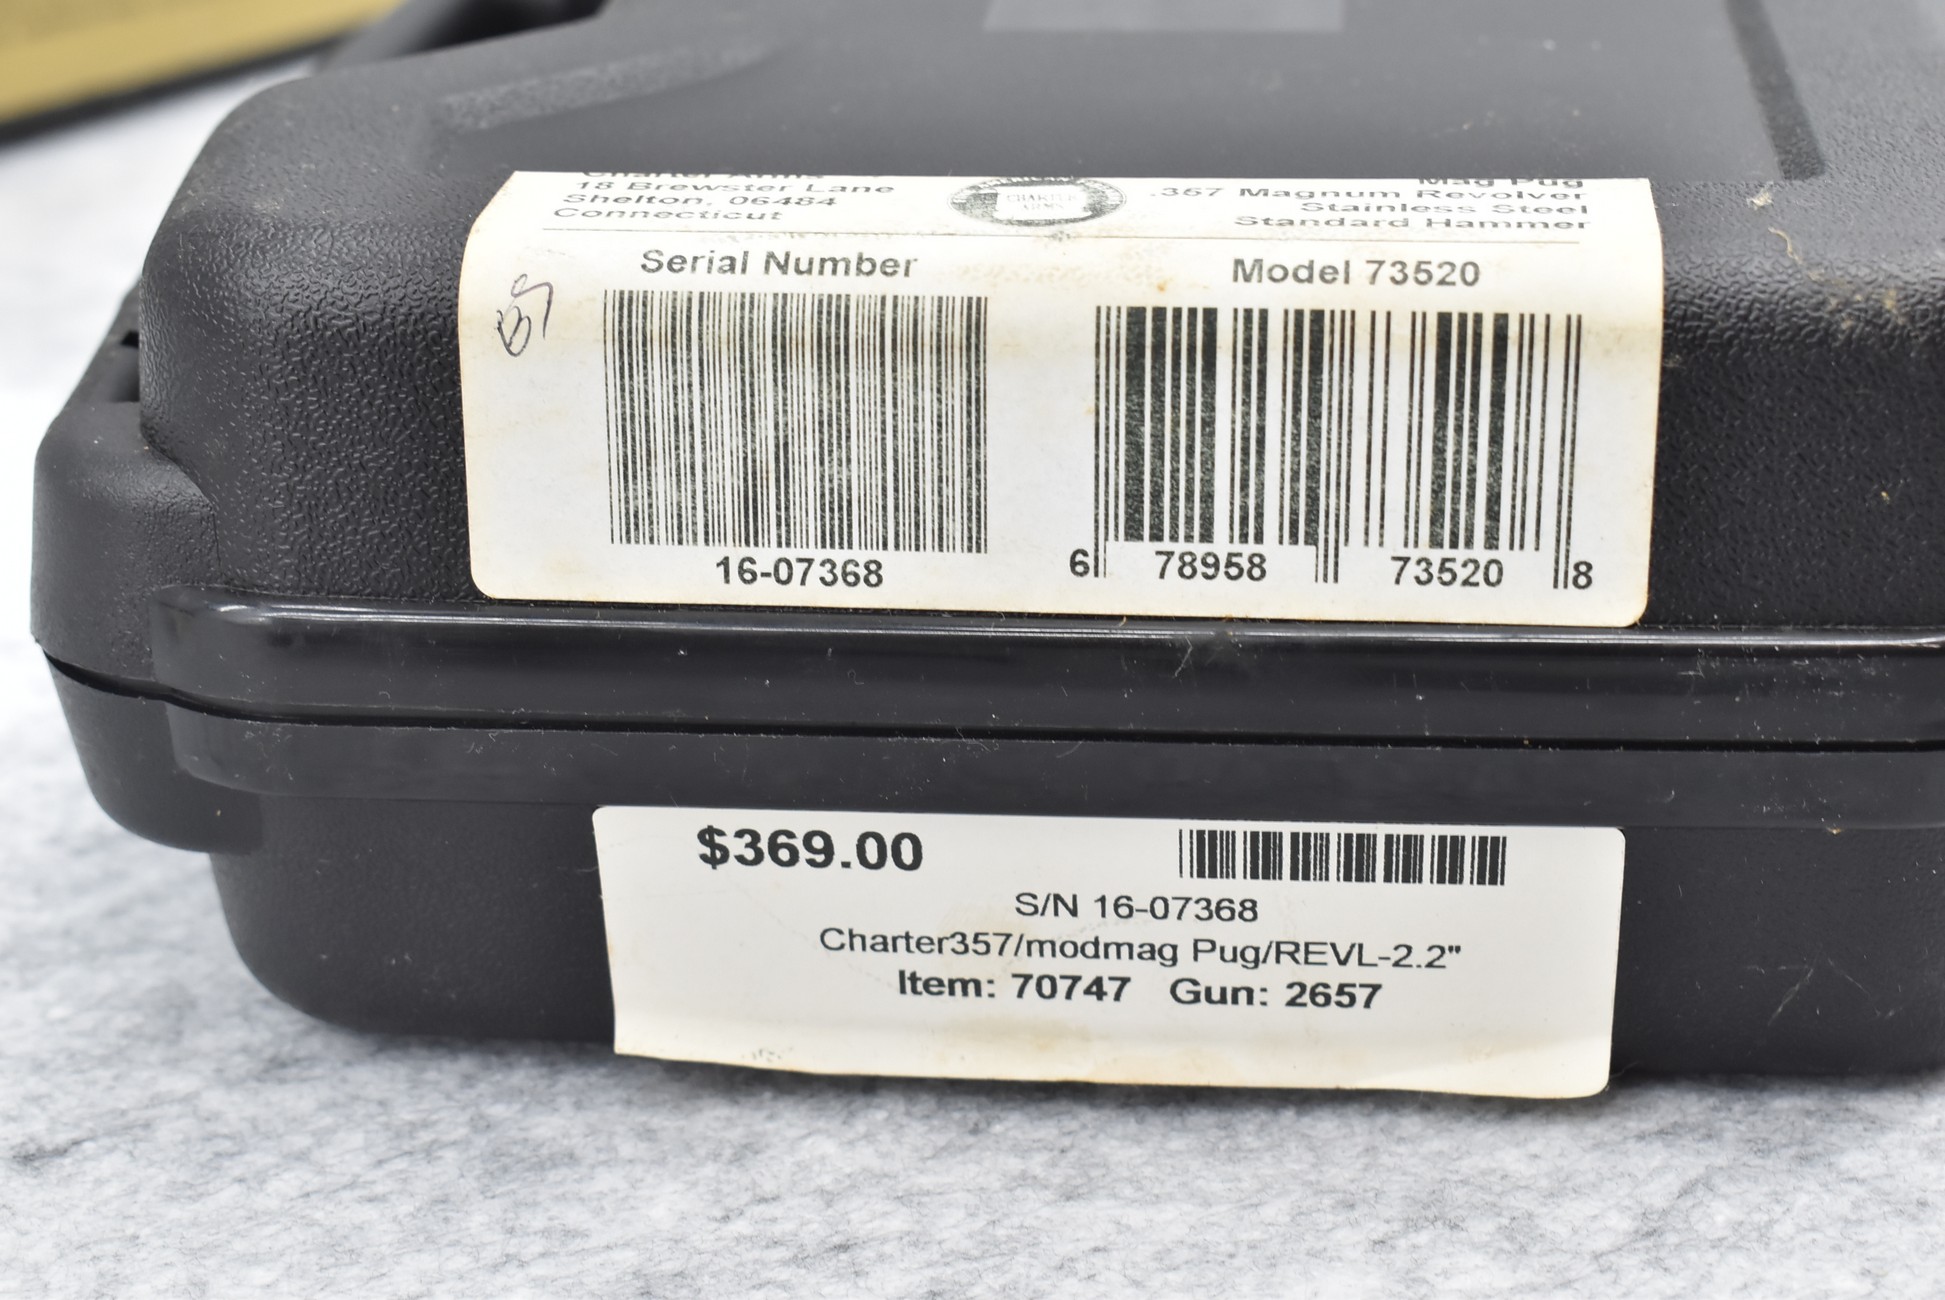 Charter Arms
18 Brewster Lane
Shelton, 06484
Connecticut
CHARTER
ARMS
Mag Pug
.357 Magnum Revolver
Stainless Steel
Standard Hammer
Serial Number
Model 73520
16-07368
6 78958 73520 8
$369.00
S/N 16-07368
Charter357/modmag Pug/REVL-2.2"
Item: 70747 Gun: 2657